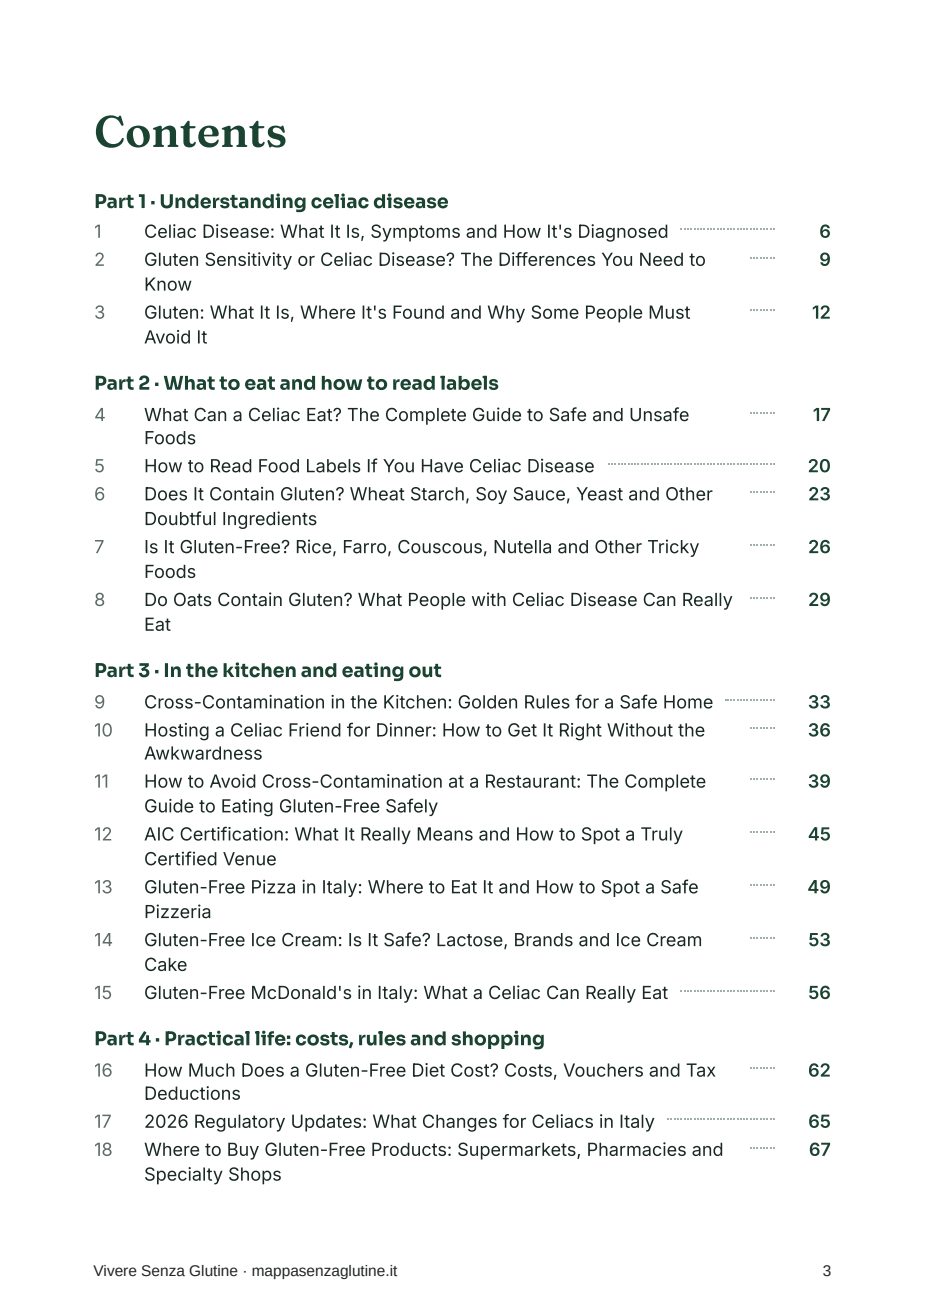 Contents
Part 1 · Understanding celiac disease
1 Celiac Disease: What It Is, Symptoms and How It's Diagnosed 6
2 Gluten Sensitivity or Celiac Disease? The Differences You Need to 9
Know
3 Gluten: What It Is, Where It's Found and Why Some People Must 12
Avoid It
Part 2 · What to eat and how to read labels
4 What Can a Celiac Eat? The Complete Guide to Safe and Unsafe 17
Foods
5 How to Read Food Labels If You Have Celiac Disease 20
6 Does It Contain Gluten? Wheat Starch, Soy Sauce, Yeast and Other 23
Doubtful Ingredients
7 Is It Gluten-Free? Rice, Farro, Couscous, Nutella and Other Tricky 26
Foods
8 Do Oats Contain Gluten? What People with Celiac Disease Can Really 29
Eat
Part 3 · In the kitchen and eating out
9 Cross-Contamination in the Kitchen: Golden Rules for a Safe Home 33
10 Hosting a Celiac Friend for Dinner: How to Get It Right Without the 36
Awkwardness
11 How to Avoid Cross-Contamination at a Restaurant: The Complete 39
Guide to Eating Gluten-Free Safely
12 AIC Certification: What It Really Means and How to Spot a Truly 45
Certified Venue
13 Gluten-Free Pizza in Italy: Where to Eat It and How to Spot a Safe 49
Pizzeria
14 Gluten-Free Ice Cream: Is It Safe? Lactose, Brands and Ice Cream 53
Cake
15 Gluten-Free McDonald's in Italy: What a Celiac Can Really Eat 56
Part 4 · Practical life: costs, rules and shopping
16 How Much Does a Gluten-Free Diet Cost? Costs, Vouchers and Tax 62
Deductions
17 2026 Regulatory Updates: What Changes for Celiacs in Italy 65
18 Where to Buy Gluten-Free Products: Supermarkets, Pharmacies and 67
Specialty Shops
Vivere Senza Glutine · mappasenzaglutine.it 3